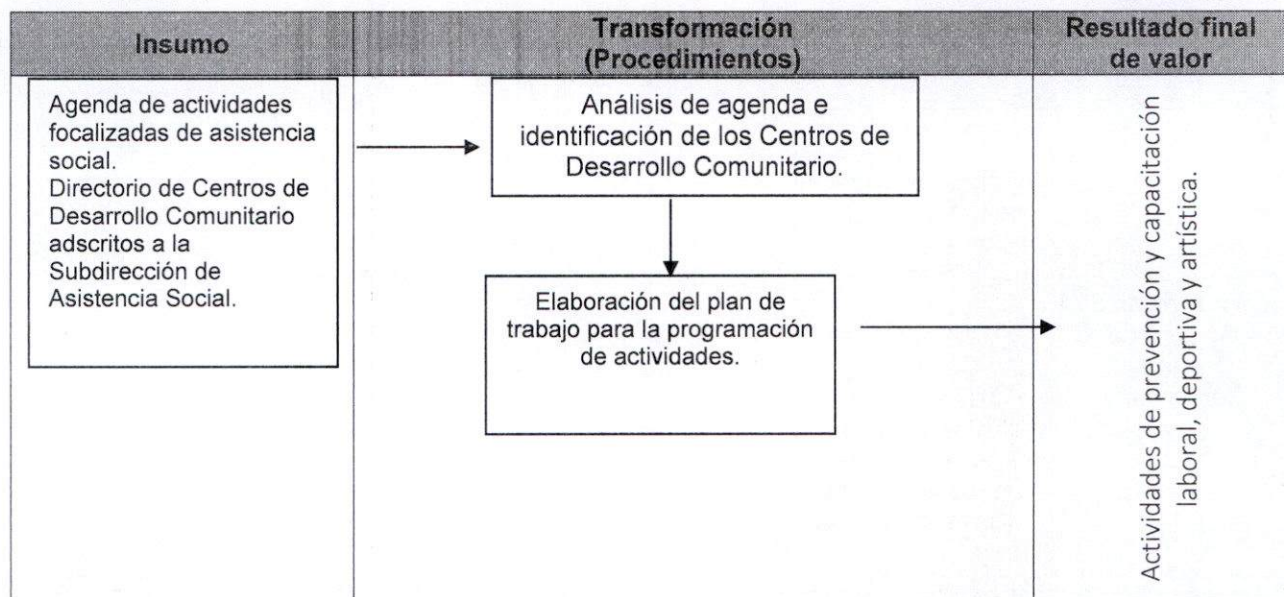 Insumo
Transformación
(Procedimientos)
Resultado final
de valor
Agenda de actividades
focalizadas de asistencia
social.
Directorio de Centros de
Desarrollo Comunitario
adscritos a la
Subdirección de
Asistencia Social.
Análisis de agenda e
identificación de los Centros de
Desarrollo Comunitario.
Elaboración del plan de
trabajo para la programación
de actividades.
Actividades de prevención y capacitación
laboral, deportiva y artística.